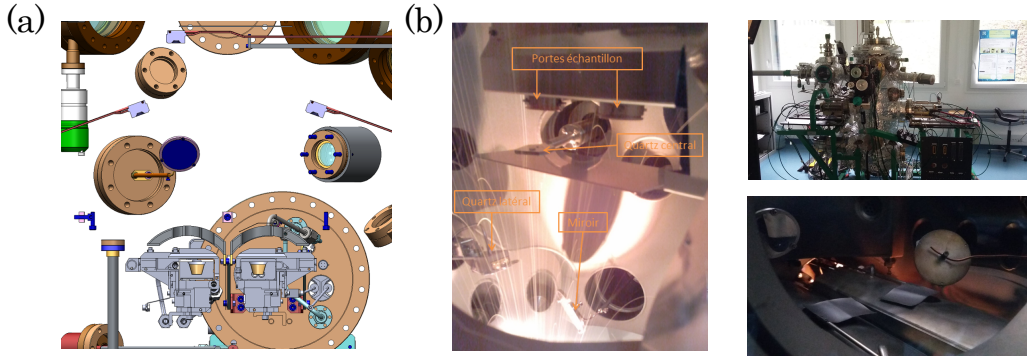 (a)
(b)
Portes échantillon
Quartz central
Quartz latéral
Miroir